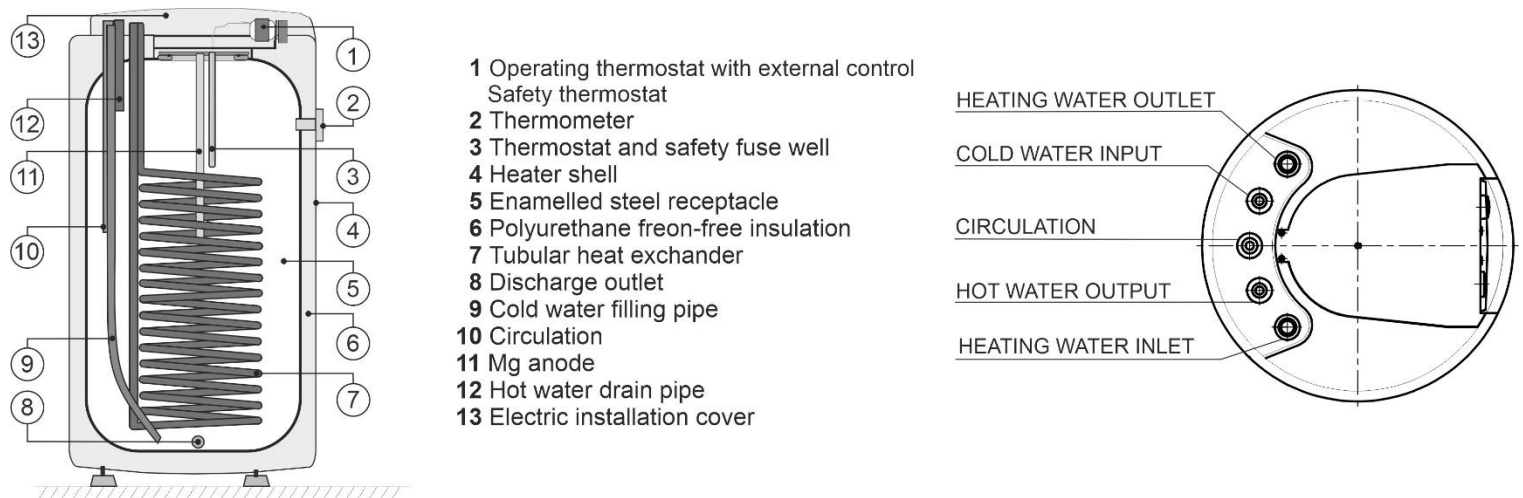 13
12
11
10
9
8
1
2
3
4
5
6
7
1 Operating thermostat with external control
Safety thermostat
2 Thermometer
3 Thermostat and safety fuse well
4 Heater shell
5 Enamelled steel receptacle
6 Polyurethane freon-free insulation
7 Tubular heat exchander
8 Discharge outlet
9 Cold water filling pipe
10 Circulation
11 Mg anode
12 Hot water drain pipe
13 Electric installation cover
HEATING WATER OUTLET
COLD WATER INPUT
CIRCULATION
HOT WATER OUTPUT
HEATING WATER INLET